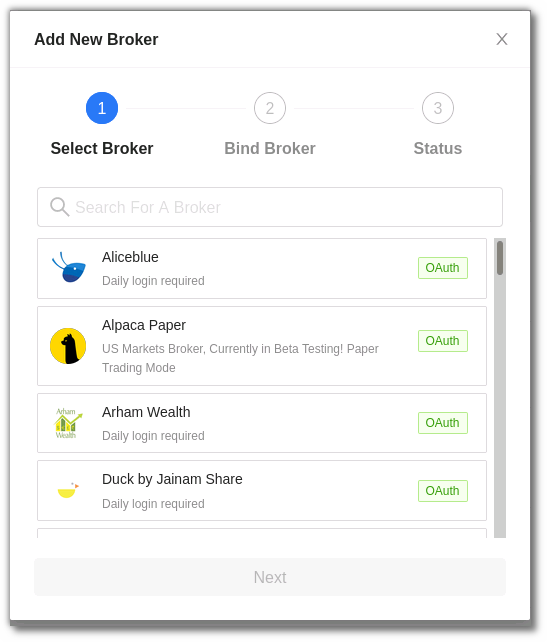 Add New Broker
1
2
3
Select Broker
Bind Broker
Status
Search For A Broker
Aliceblue
Daily login required
OAuth
Alpaca Paper
US Markets Broker, Currently in Beta Testing! Paper
Trading Mode
OAuth
Arham
Wealth
Arham Wealth
Daily login required
OAuth
Duck by Jainam Share
Daily login required
OAuth
Next